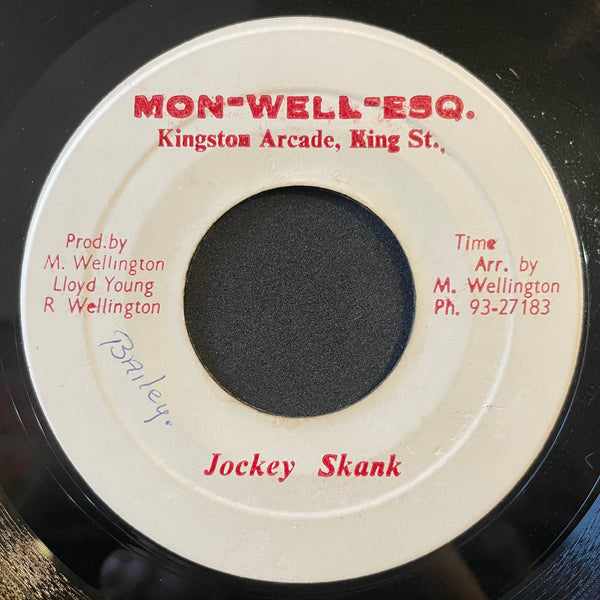 MON-WELL-ESQ.
Kingston Arcade, King St.,
Prod.by
M. Wellington
Lloyd Young
R Wellington
Time
Arr. by
M. Wellington
Ph. 93-27183
Bailey.
Jockey Skank